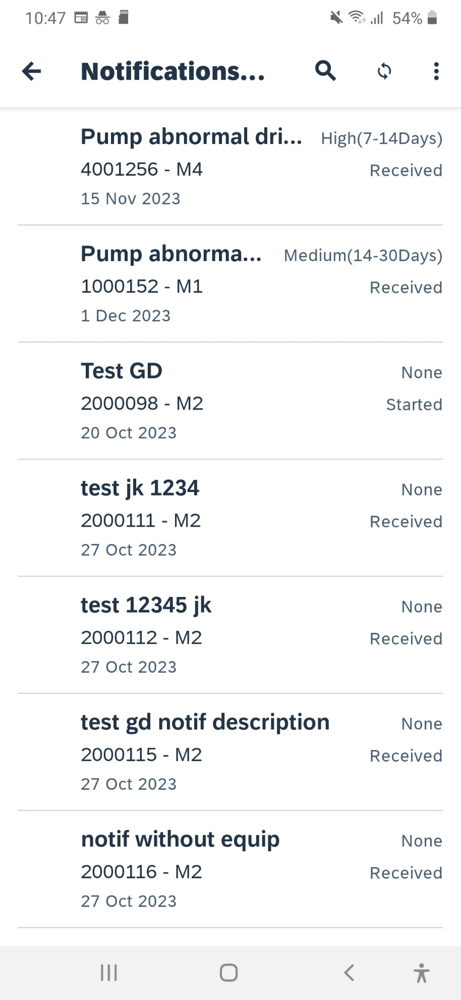 10:47 54%
Notifications...
Pump abnormal dri... High(7-14Days)
4001256 - M4 Received
15 Nov 2023
Pump abnorma... Medium(14-30Days)
1000152 - M1 Received
1 Dec 2023
Test GD None
2000098 - M2 Started
20 Oct 2023
test jk 1234 None
2000111 - M2 Received
27 Oct 2023
test 12345 jk None
2000112 - M2 Received
27 Oct 2023
test gd notif description None
2000115 - M2 Received
27 Oct 2023
notif without equip None
2000116 - M2 Received
27 Oct 2023